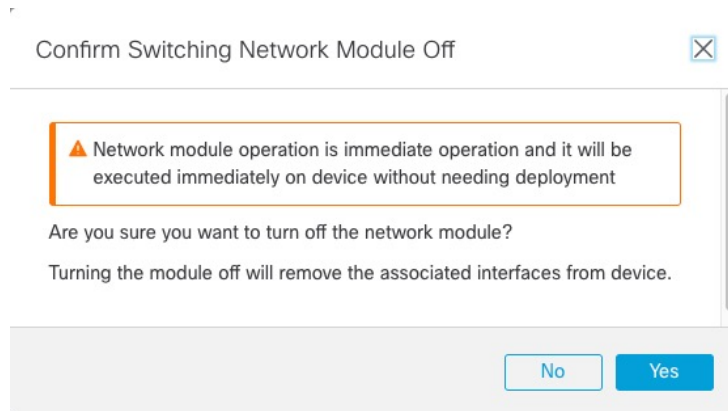 Confirm Switching Network Module Off
Network module operation is immediate operation and it will be
executed immediately on device without needing deployment
Are you sure you want to turn off the network module?
Turning the module off will remove the associated interfaces from device.
No
Yes